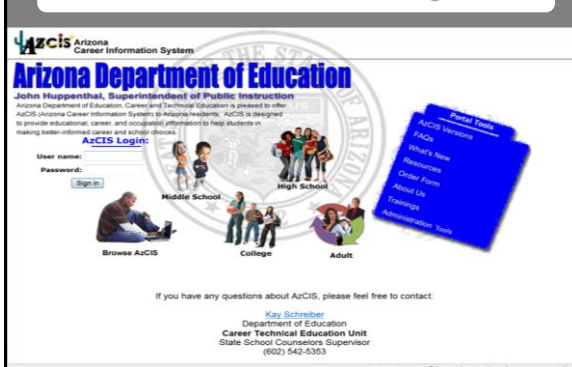 AzCIS Arizona
Career Information System
Arizona Department of Education
John Huppenthal, Superintendent of Public Instruction
Arizona Department of Education, Career and Technical Education is pleased to offer
AzCIS (Arizona Career Information System) to Arizona residents. AzCIS is designed
to provide educational, career, and occupation information to help students in
making better-informed career and school choices.
AzCIS Login:
User name:
Password:
Sign in
Middle School
High School
Browse AzCIS
College
Adult
Portal Tools
AzCIS Versions
FAQs
What's New
Resources
Order Form
About Us
Trainings
Administration Tools
If you have any questions about AzCIS, please feel free to contact:
Kay Schreiber
Department of Education
Career Technical Education Unit
State School Counselors Supervisor
(602) 542-5353